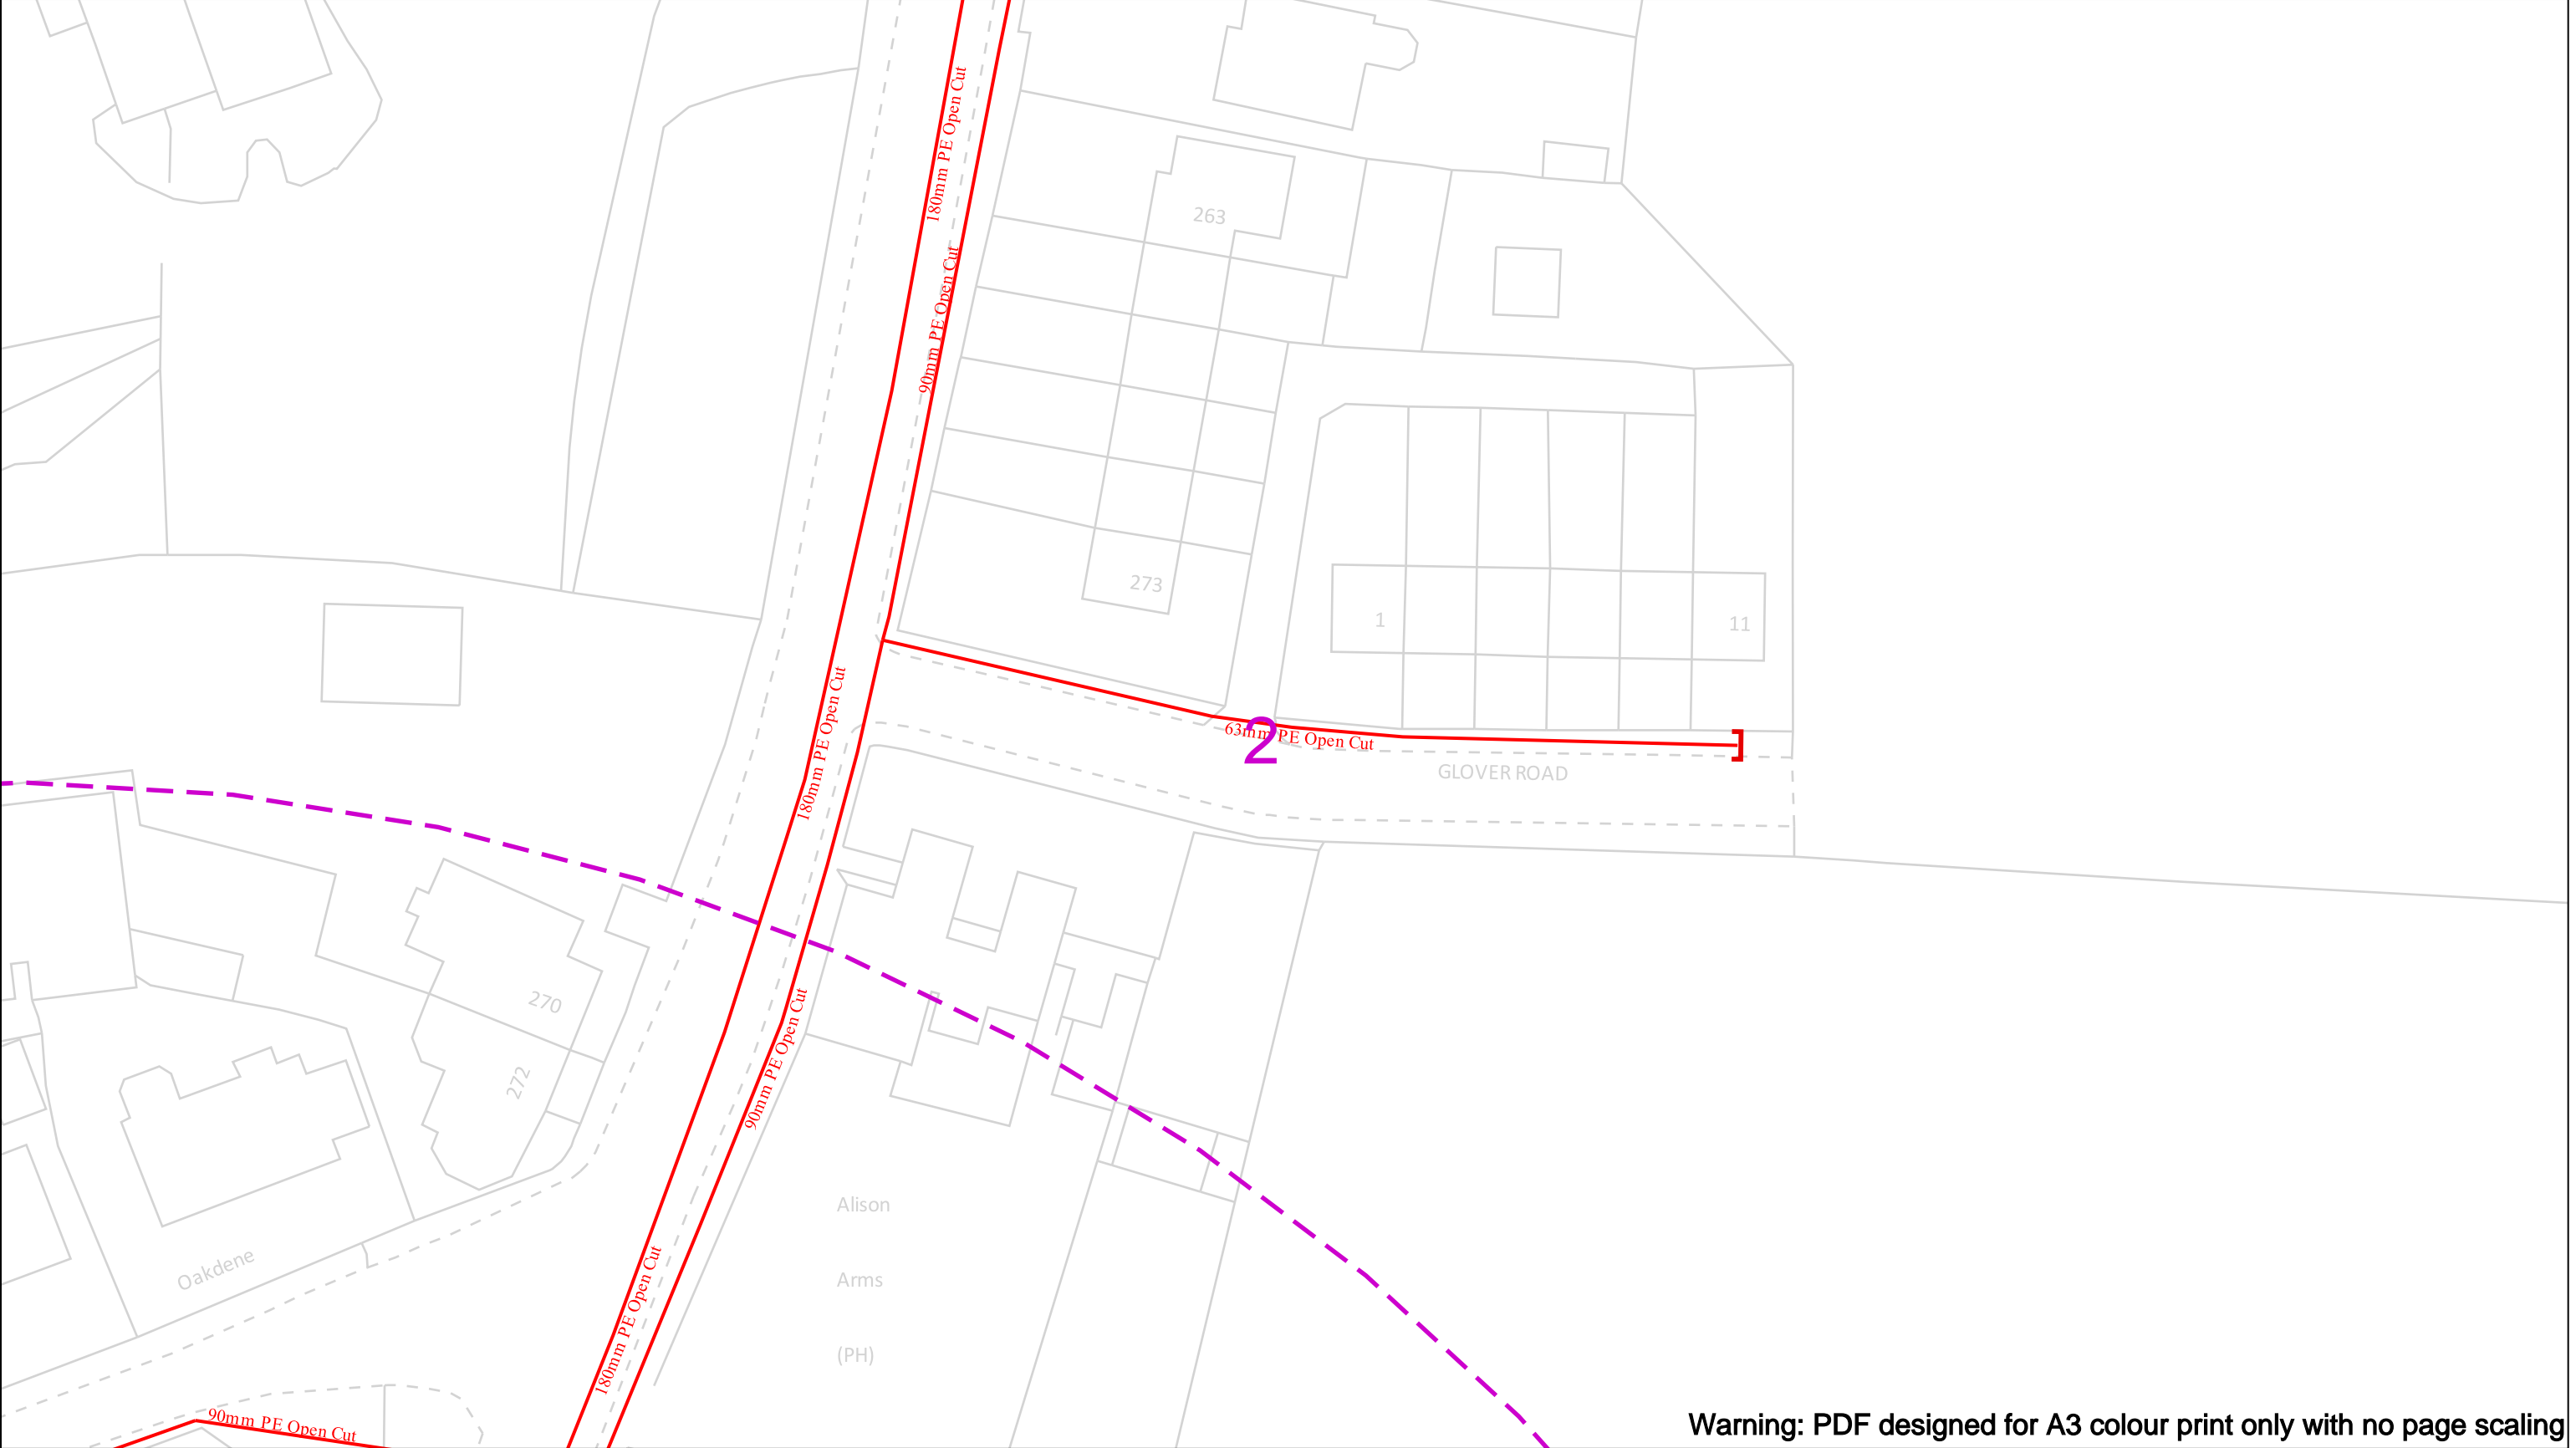 180mm PE Open Cut
263
90mm PE Open Cut
273
1
11
180mm PE Open Cut
2
63mm PE Open Cut
GLOVER ROAD
270
90mm PE Open Cut
272
Alison
Arms
(PH)
Oakdene
180mm PE Open Cut
90mm PE Open Cut
Warning: PDF designed for A3 colour print only with no page scaling